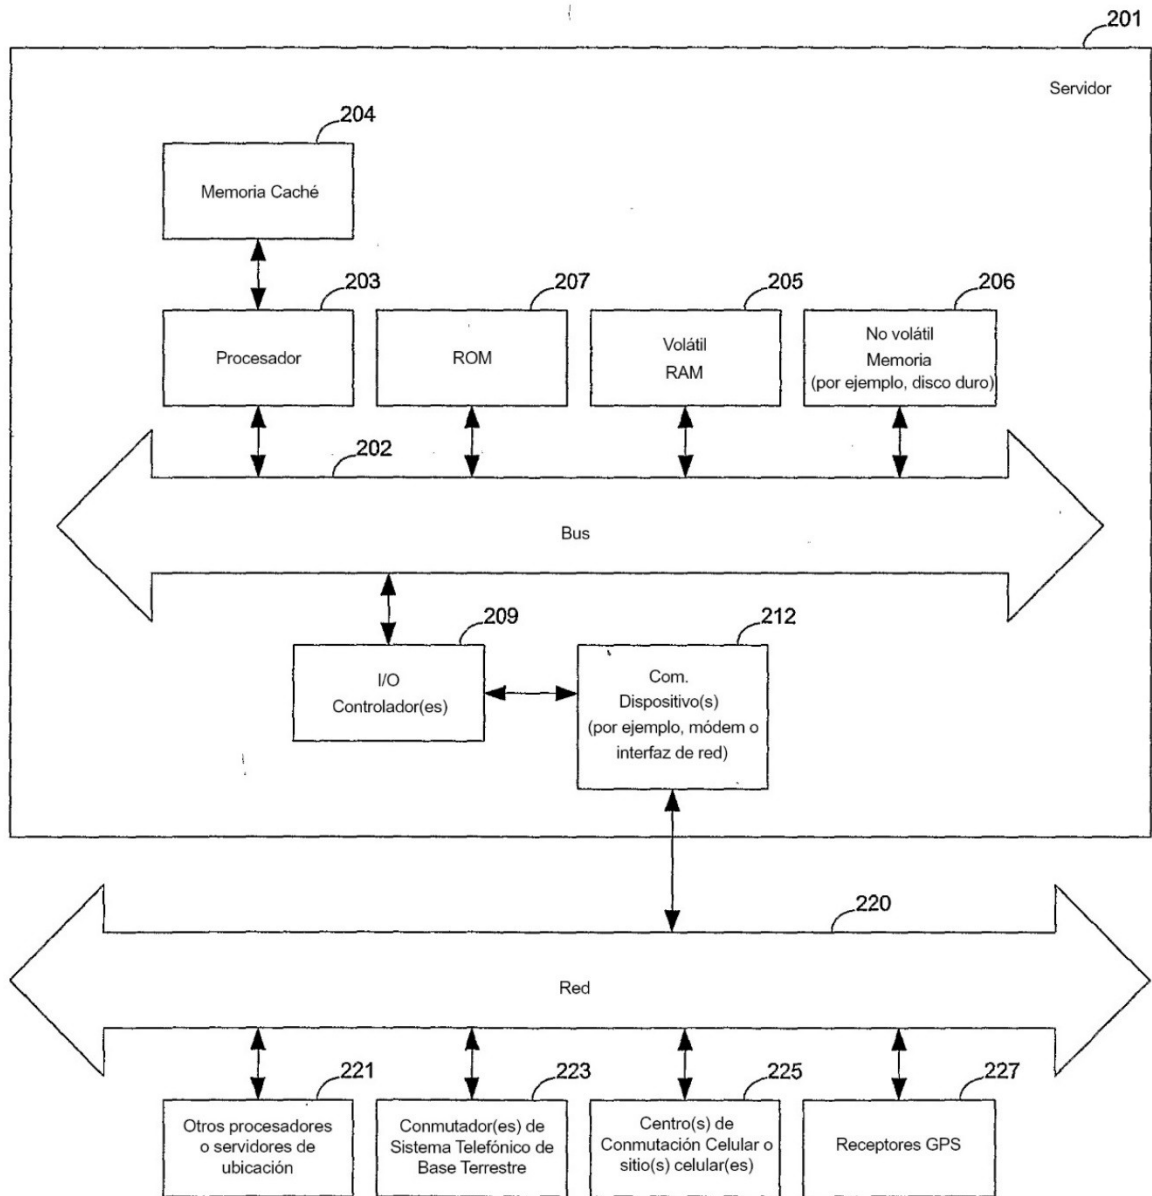 201
Servidor
204
Memoria Caché
203
207
205
206
Procesador
ROM
Volátil
RAM
No volátil
Memoria
(por ejemplo, disco duro)
202
Bus
209
212
I/O
Controlador(es)
Com.
Dispositivo(s)
(por ejemplo, módem o
interfaz de red)
220
Red
221
223
225
227
Otros procesadores
o servidores de
ubicación
Conmutador(es) de
Sistema Telefónico de
Base Terrestre
Centro(s) de
Conmutación Celular o
sitio(s) celular(es)
Receptores GPS